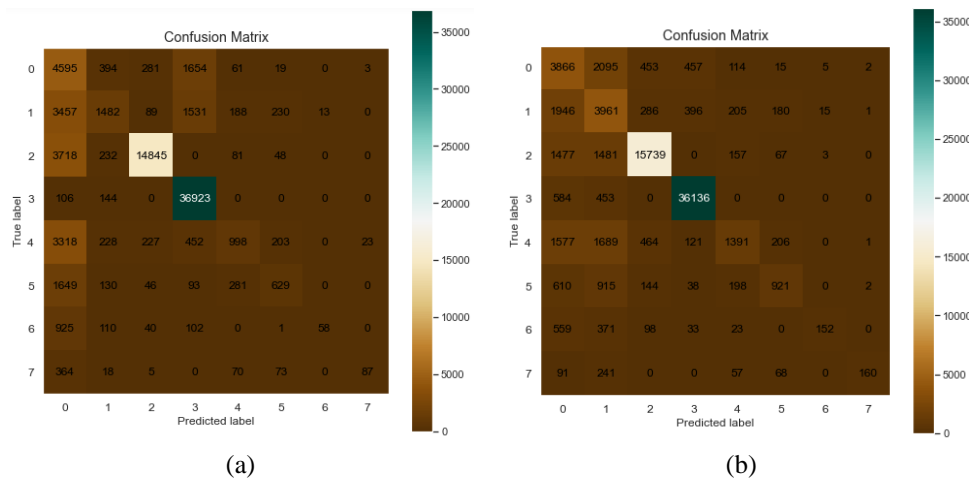 Confusion Matrix
True label
0 4595 394 281 1654 61 19 0 3
1 3457 1482 89 1531 188 230 13 0
2 3718 232 14845 0 81 48 0 0
3 106 144 0 36923 0 0 0 0
4 3318 228 227 452 998 203 0 23
5 1649 130 46 93 281 629 0 0
6 925 110 40 102 0 1 58 0
7 364 18 5 0 70 73 0 87
0 1 2 3 4 5 6 7
Predicted label
35000
30000
25000
20000
15000
10000
5000
0
(a)
Confusion Matrix
True label
0 3866 2095 453 457 114 15 5 2
1 1946 3961 286 396 205 180 15 1
2 1477 1481 15739 0 157 67 3 0
3 584 453 0 36136 0 0 0 0
4 1577 1689 464 121 1391 206 0 1
5 610 915 144 38 198 921 0 2
6 559 371 98 33 23 0 152 0
7 91 241 0 0 57 68 0 160
0 1 2 3 4 5 6 7
Predicted label
35000
30000
25000
20000
15000
10000
5000
0
(b)